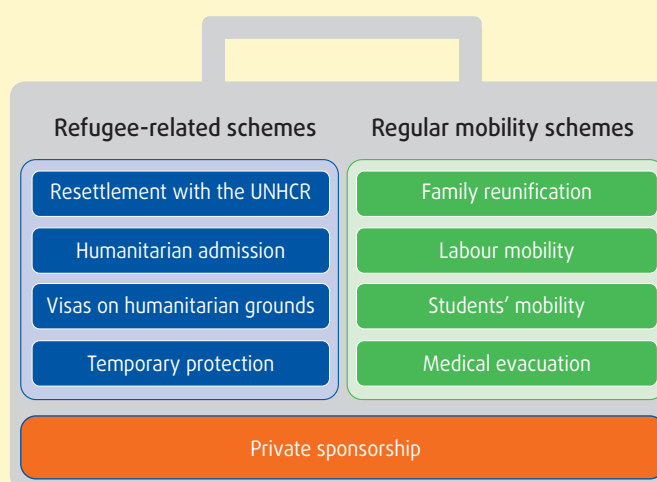 Refugee-related schemes
Resettlement with the UNHCR
Humanitarian admission
Visas on humanitarian grounds
Temporary protection
Regular mobility schemes
Family reunification
Labour mobility
Students’ mobility
Medical evacuation
Private sponsorship